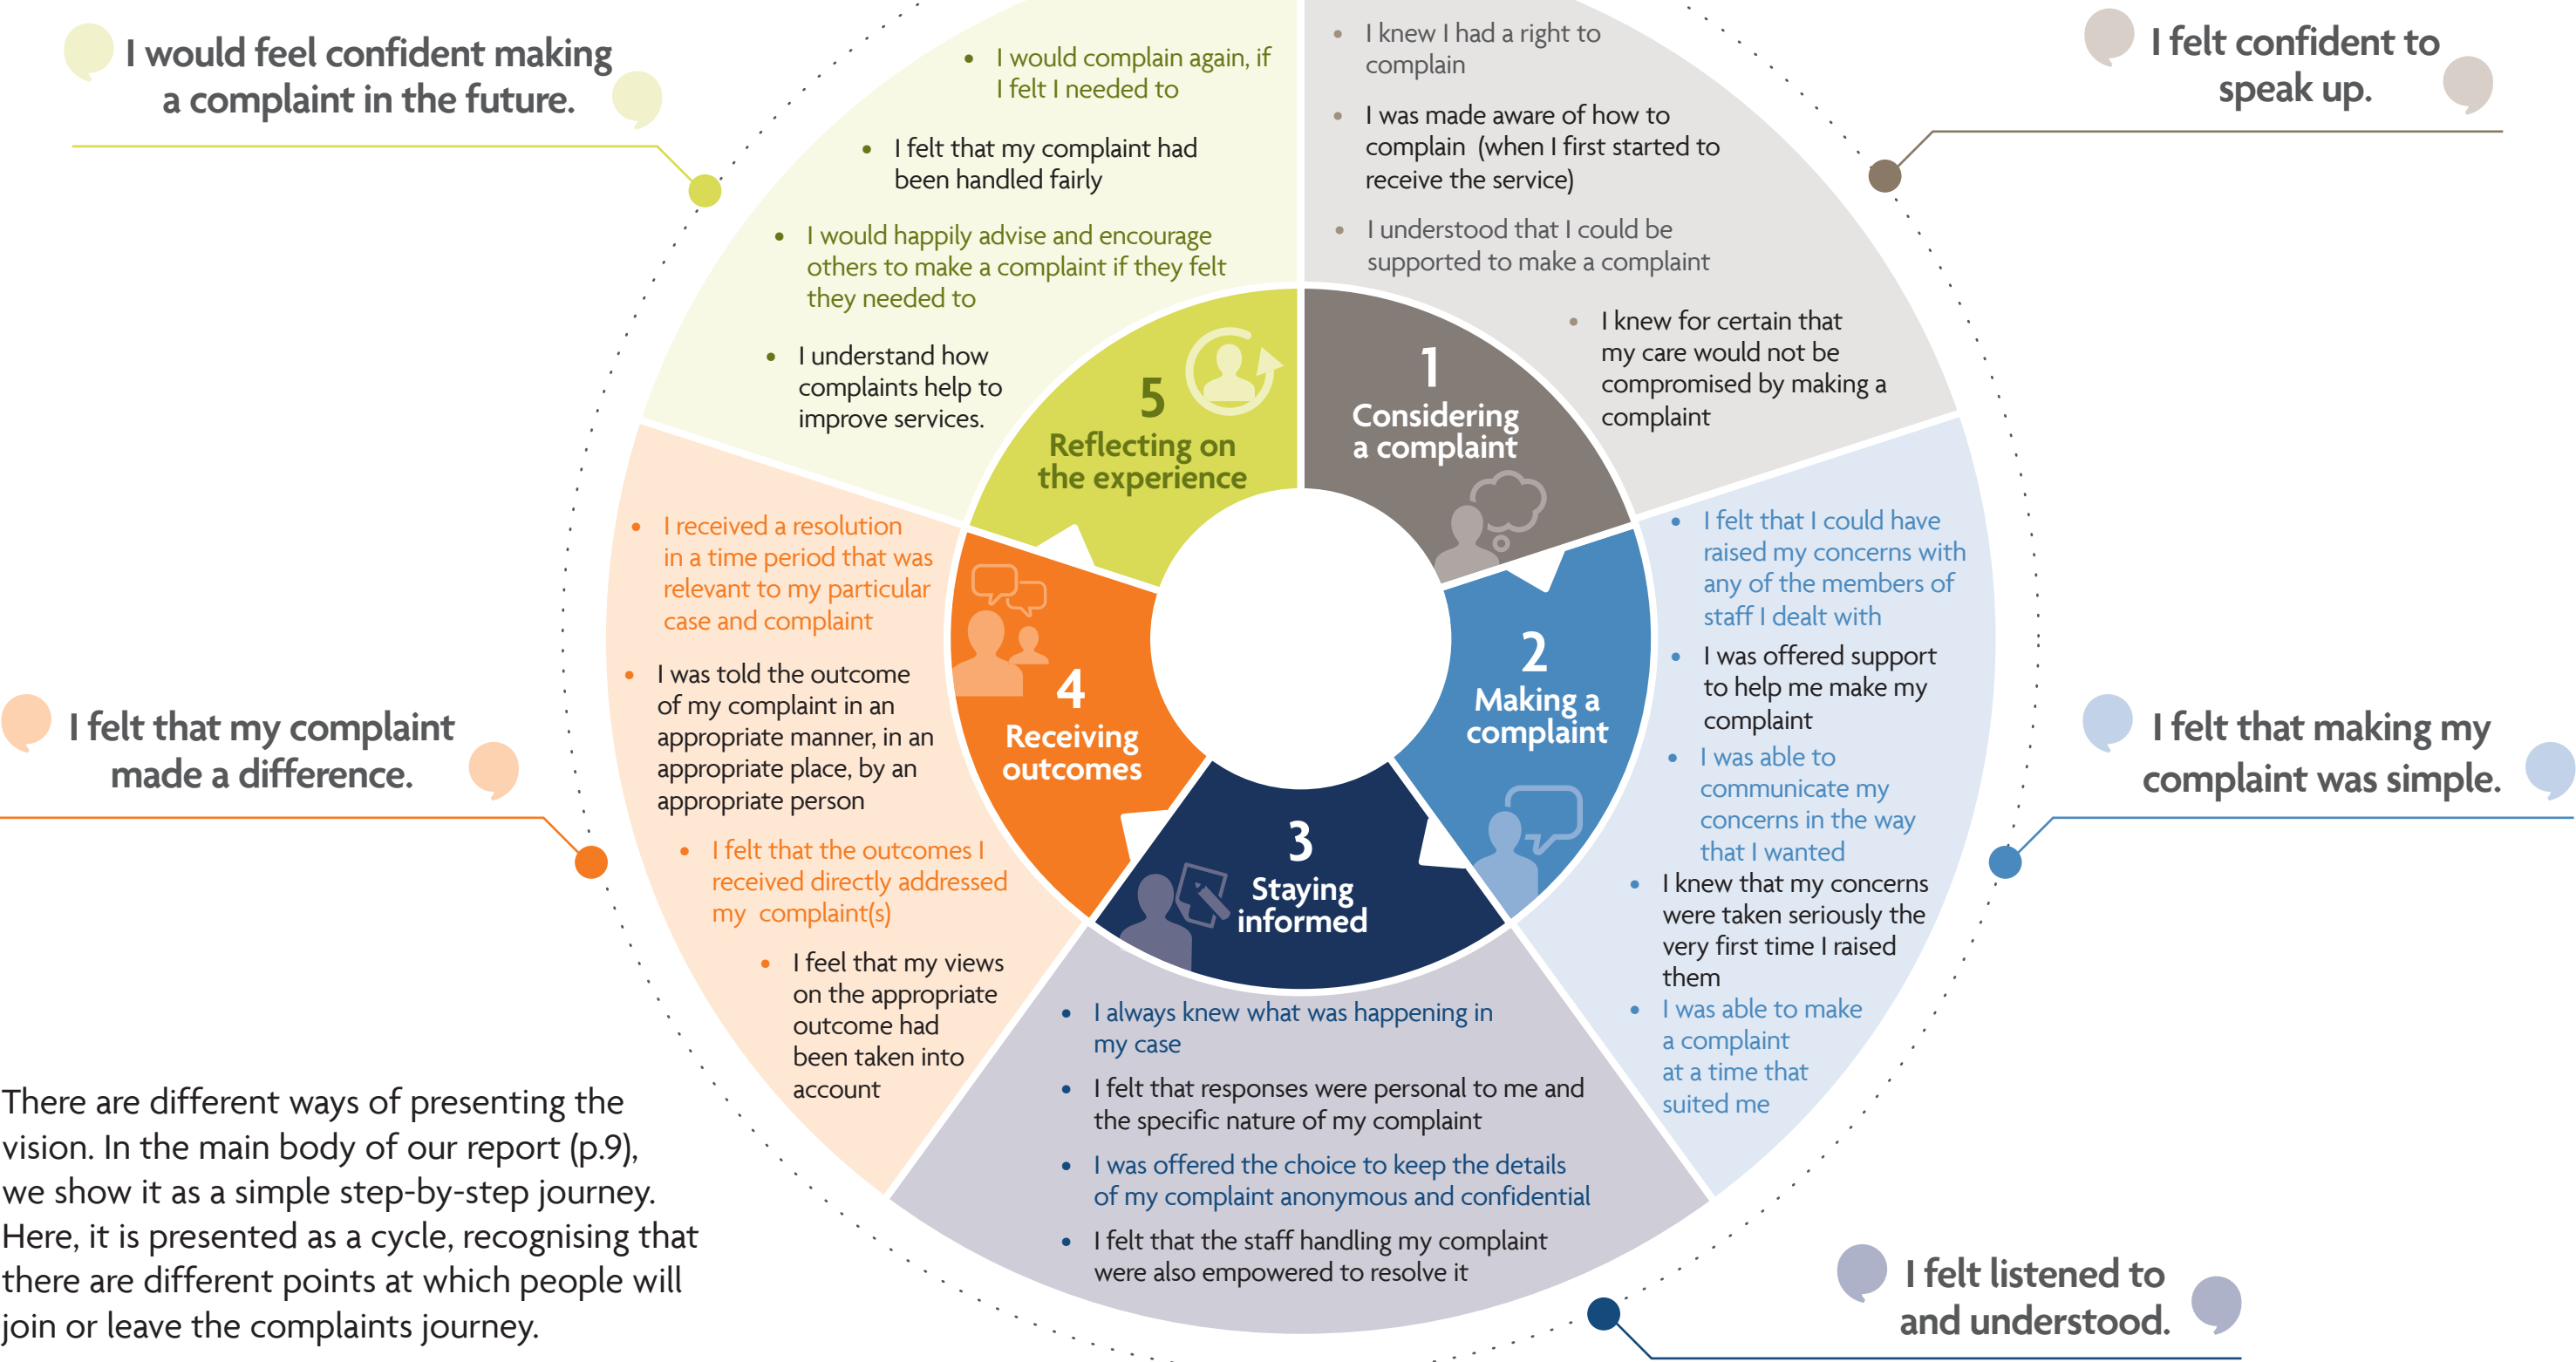 I would feel confident making
a complaint in the future.
• I would complain again, if
I felt I needed to
• I felt that my complaint had
been handled fairly
• I would happily advise and encourage
others to make a complaint if they felt
they needed to
• I understand how
complaints help to
improve services.
5
Reflecting on
the experience
I felt confident to
speak up.
• I knew I had a right to
complain
• I was made aware of how to
complain (when I first started to
receive the service)
• I understood that I could be
supported to make a complaint
• I knew for certain that
my care would not be
compromised by making a
complaint
1
Considering
a complaint
• I felt that I could have
raised my concerns with
any of the members of
staff I dealt with
• I was offered support
to help me make my
complaint
• I was able to
communicate my
concerns in the way
that I wanted
• I knew that my concerns
were taken seriously the
very first time I raised
them
• I was able to make
a complaint
at a time that
suited me
2
Making a
complaint
I felt that making my
complaint was simple.
3
Staying
informed
• I always knew what was happening in
my case
• I felt that responses were personal to me and
the specific nature of my complaint
• I was offered the choice to keep the details
of my complaint anonymous and confidential
• I felt that the staff handling my complaint
were also empowered to resolve it
I felt listened to
and understood.
• I received a resolution
in a time period that was
relevant to my particular
case and complaint
• I was told the outcome
of my complaint in an
appropriate manner, in an
appropriate place, by an
appropriate person
• I felt that the outcomes I
received directly addressed
my complaint(s)
• I feel that my views
on the appropriate
outcome had
been taken into
account
4
Receiving
outcomes
I felt that my complaint
made a difference.
There are different ways of presenting the
vision. In the main body of our report (p.9),
we show it as a simple step-by-step journey.
Here, it is presented as a cycle, recognising that
there are different points at which people will
join or leave the complaints journey.